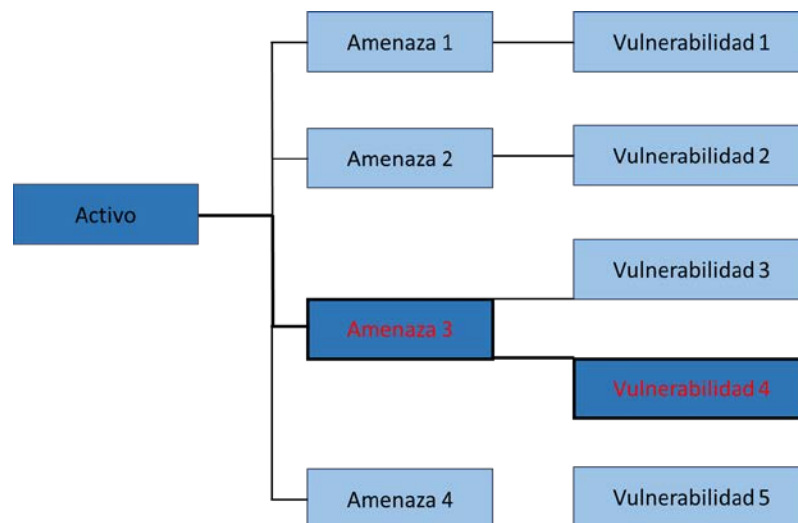 Amenaza 1
Vulnerabilidad 1
Amenaza 2
Vulnerabilidad 2
Activo
Vulnerabilidad 3
Amenaza 3
Vulnerabilidad 4
Amenaza 4
Vulnerabilidad 5